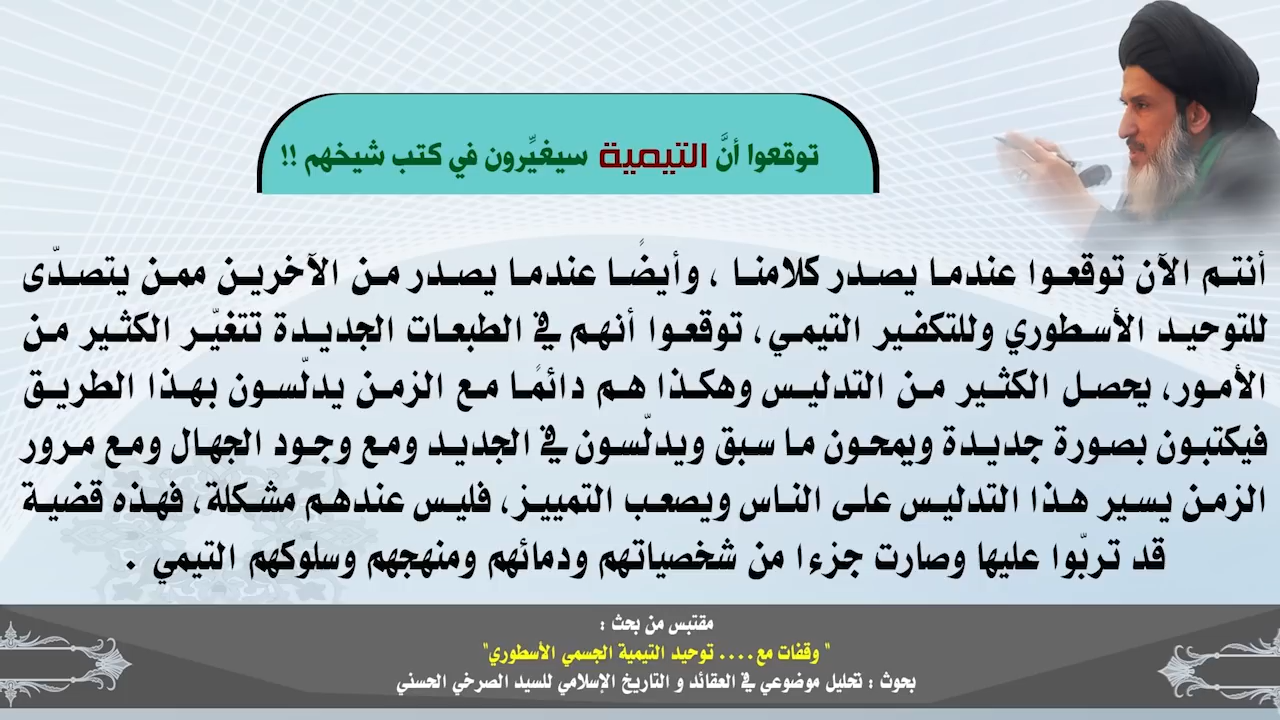 توقعوا أنَّ التيمية سيغيِّرون في كتب شيخهم !!
أنتم الآن توقعوا عندما يصدر كلامنا ، وأيضًا عندما يصدر من الآخرين ممن يتصدّى
للتوحيد الأسطوري وللتكفير التيمي، توقعوا أنهم في الطبعات الجديدة تتغيّر الكثير من
الأمور، يحصل الكثير من التدليس وهكذا هم دائمًا مع الزمن يدلّسون بهذا الطريق
فيكتبون بصورة جديدة ويمحون ما سبق ويدلّسون في الجديد ومع وجود الجهال ومع مرور
الزمن يسير هذا التدليس على الناس ويصعب التمييز، فليس عندهم مشكلة، فهذه قضية
قد تربّوا عليها وصارت جزءا من شخصياتهم ودمائهم ومنهجهم وسلوكهم التيمي .
مقتبس من بحث :
" وقفات مع.... توحيد التيمية الجسمي الأسطوري"
بحوث : تحليل موضوعي في العقائد و التاريخ الإسلامي للسيد الصرخي الحسني